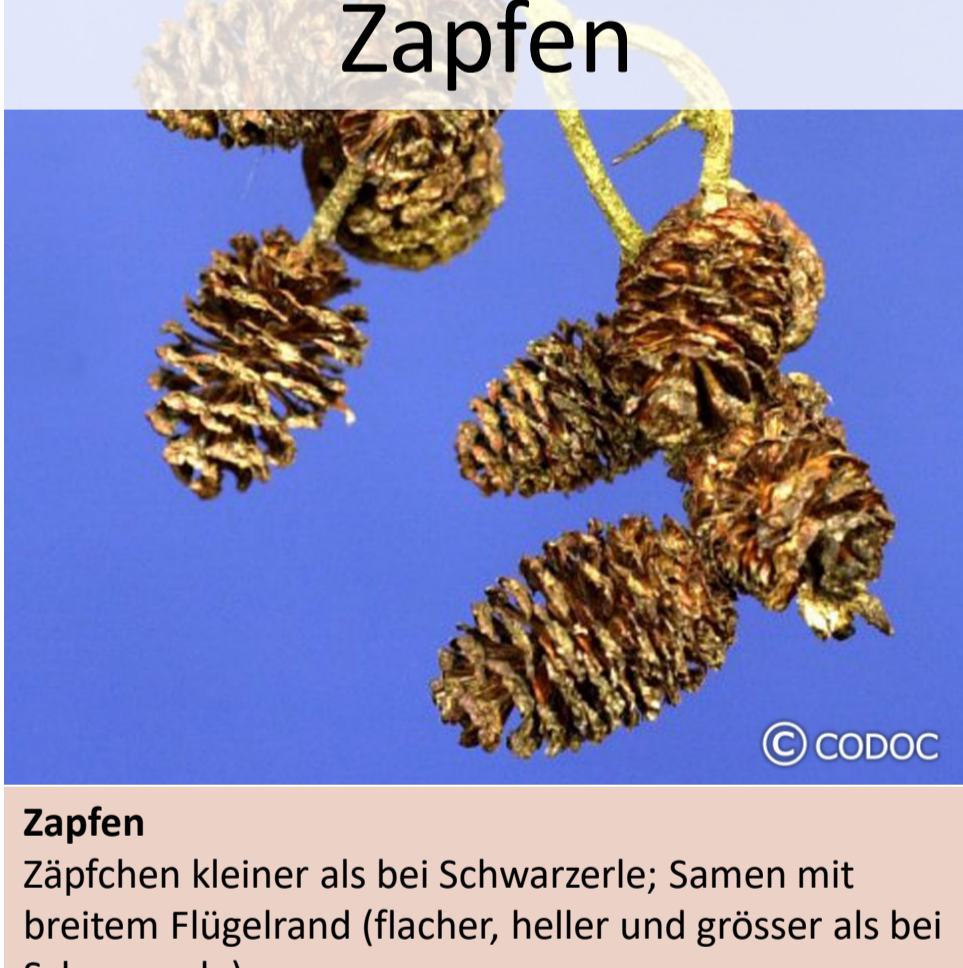 Zapfen
© CODOC
Zapfen
Zäpfchen kleiner als bei Schwarzerle; Samen mit
breitem Flügelrand (flacher, heller und grösser als bei